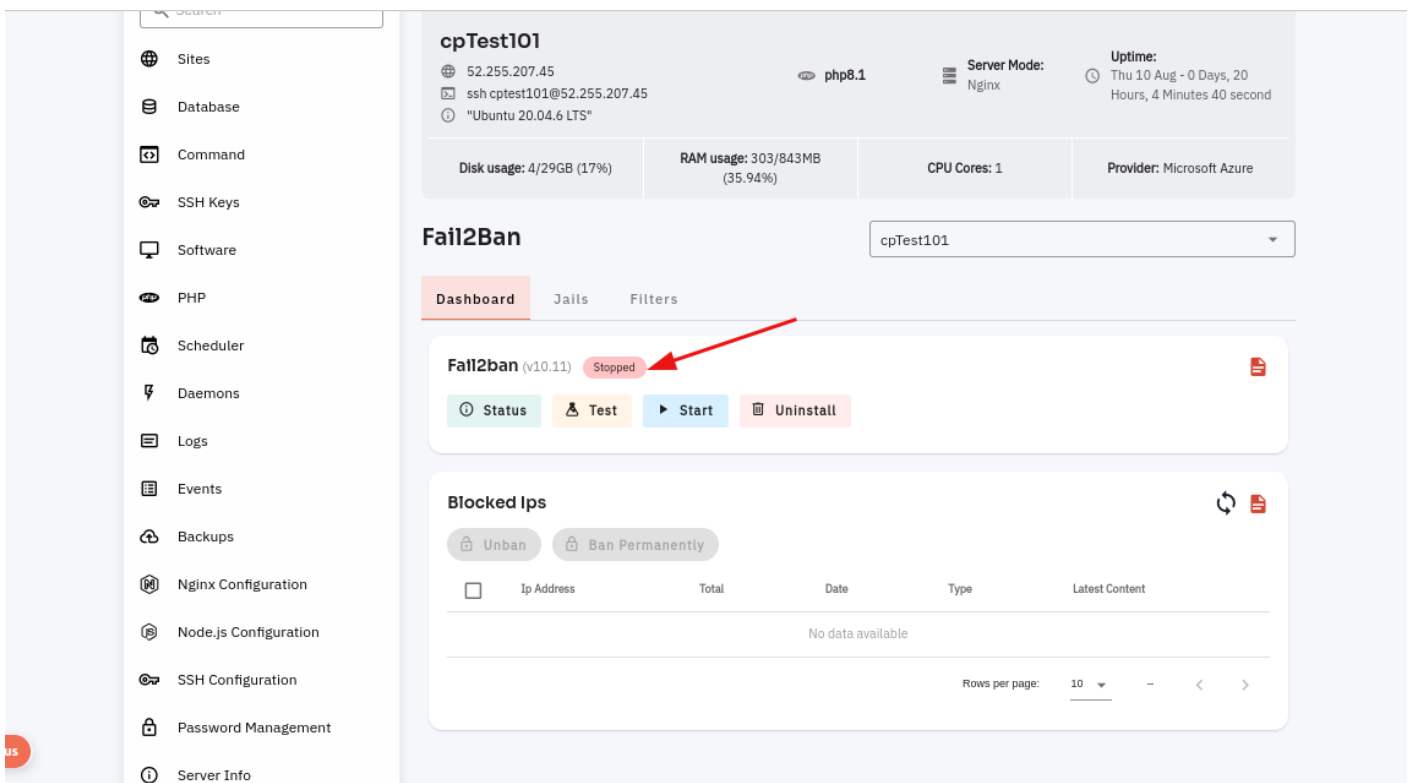 Search
Sites
Database
Command
SSH Keys
Software
PHP
Scheduler
Daemons
Logs
Events
Backups
Nginx Configuration
Node.js Configuration
SSH Configuration
Password Management
Server Info
us
cpTest101
52.255.207.45
ssh cptest101@52.255.207.45
"Ubuntu 20.04.6 LTS"
php8.1
Server Mode:
Nginx
Uptime:
Thu 10 Aug - 0 Days, 20
Hours, 4 Minutes 40 second
Disk usage: 4/29GB (17%)
RAM usage: 303/843MB
(35.94%)
CPU Cores: 1
Provider: Microsoft Azure
Fail2Ban
cpTest101
Dashboard Jails Filters
Fail2ban (v10.11) Stopped
Status Test Start Uninstall
Blocked Ips
Unban Ban Permanently
Ip Address Total Date Type Latest Content
No data available
Rows per page: 10 –